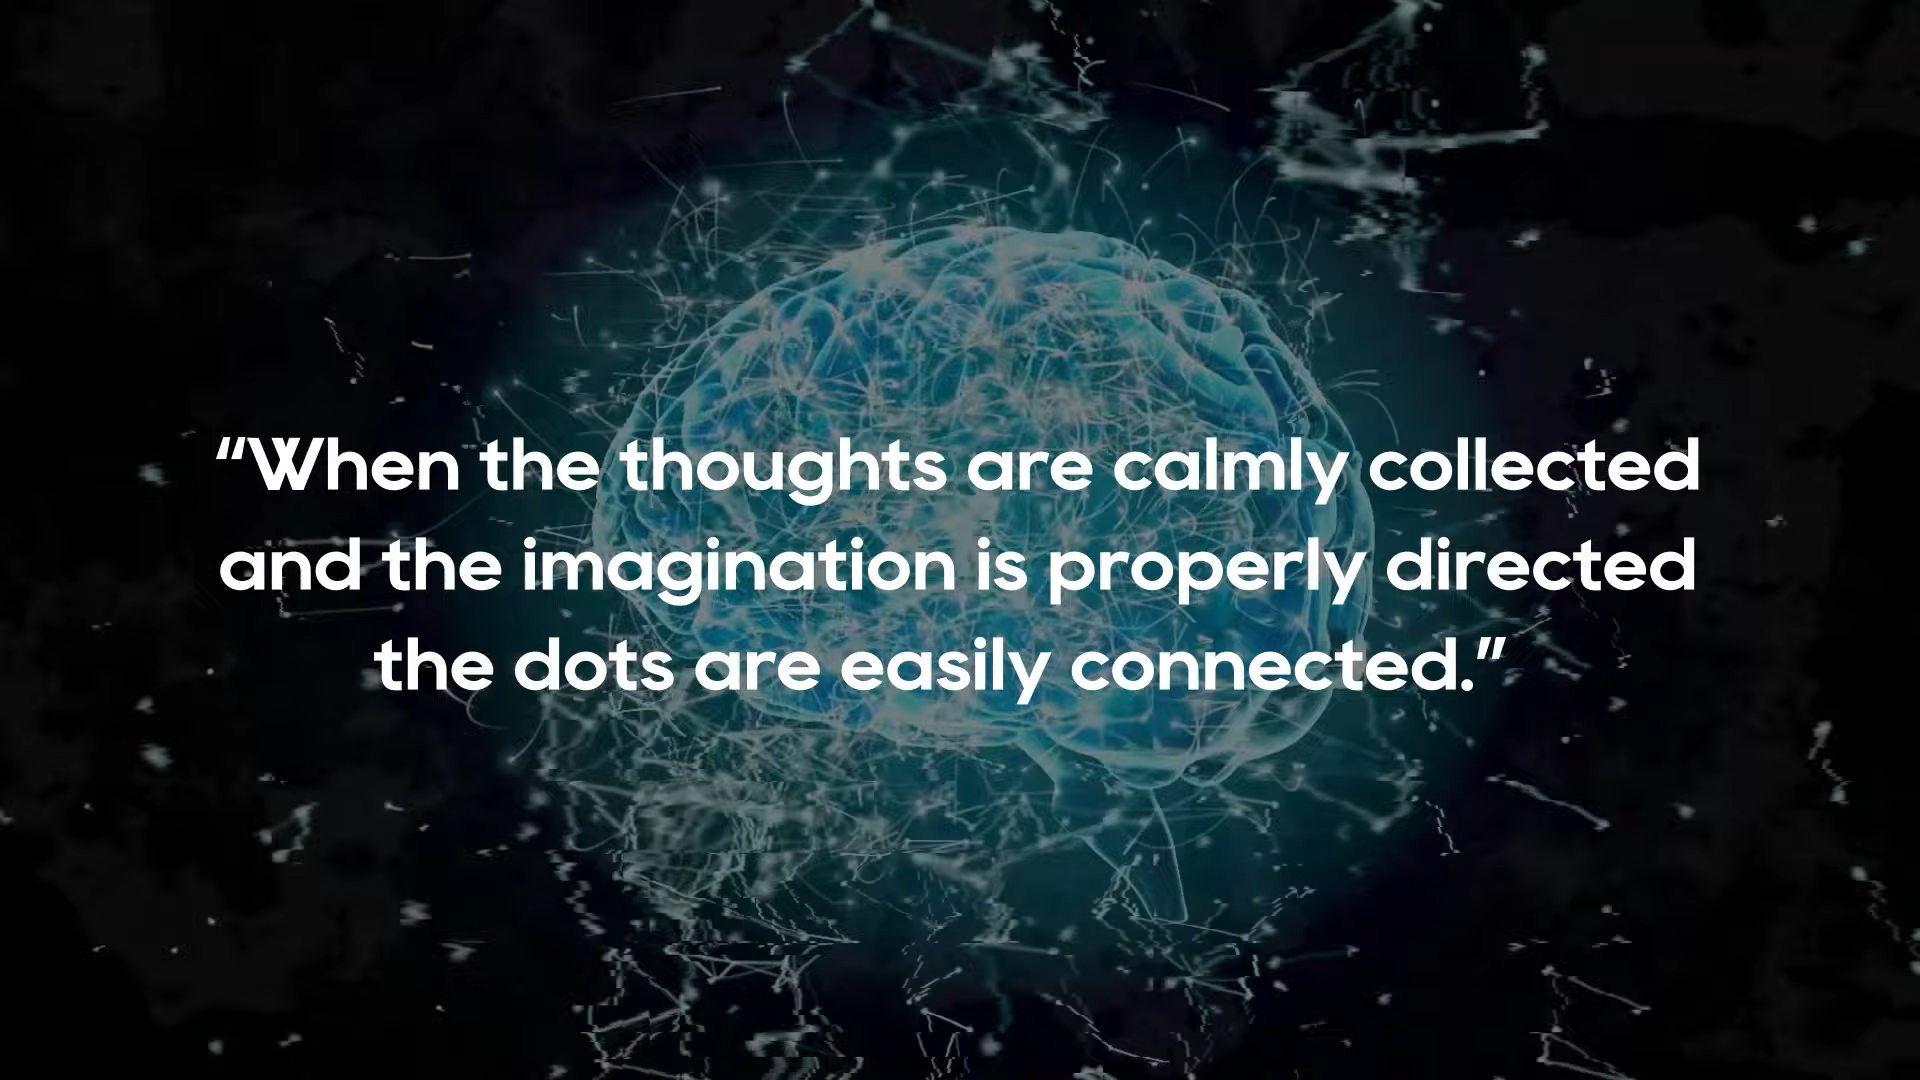 “When the thoughts are calmly collected
and the imagination is properly directed
the dots are easily connected.”